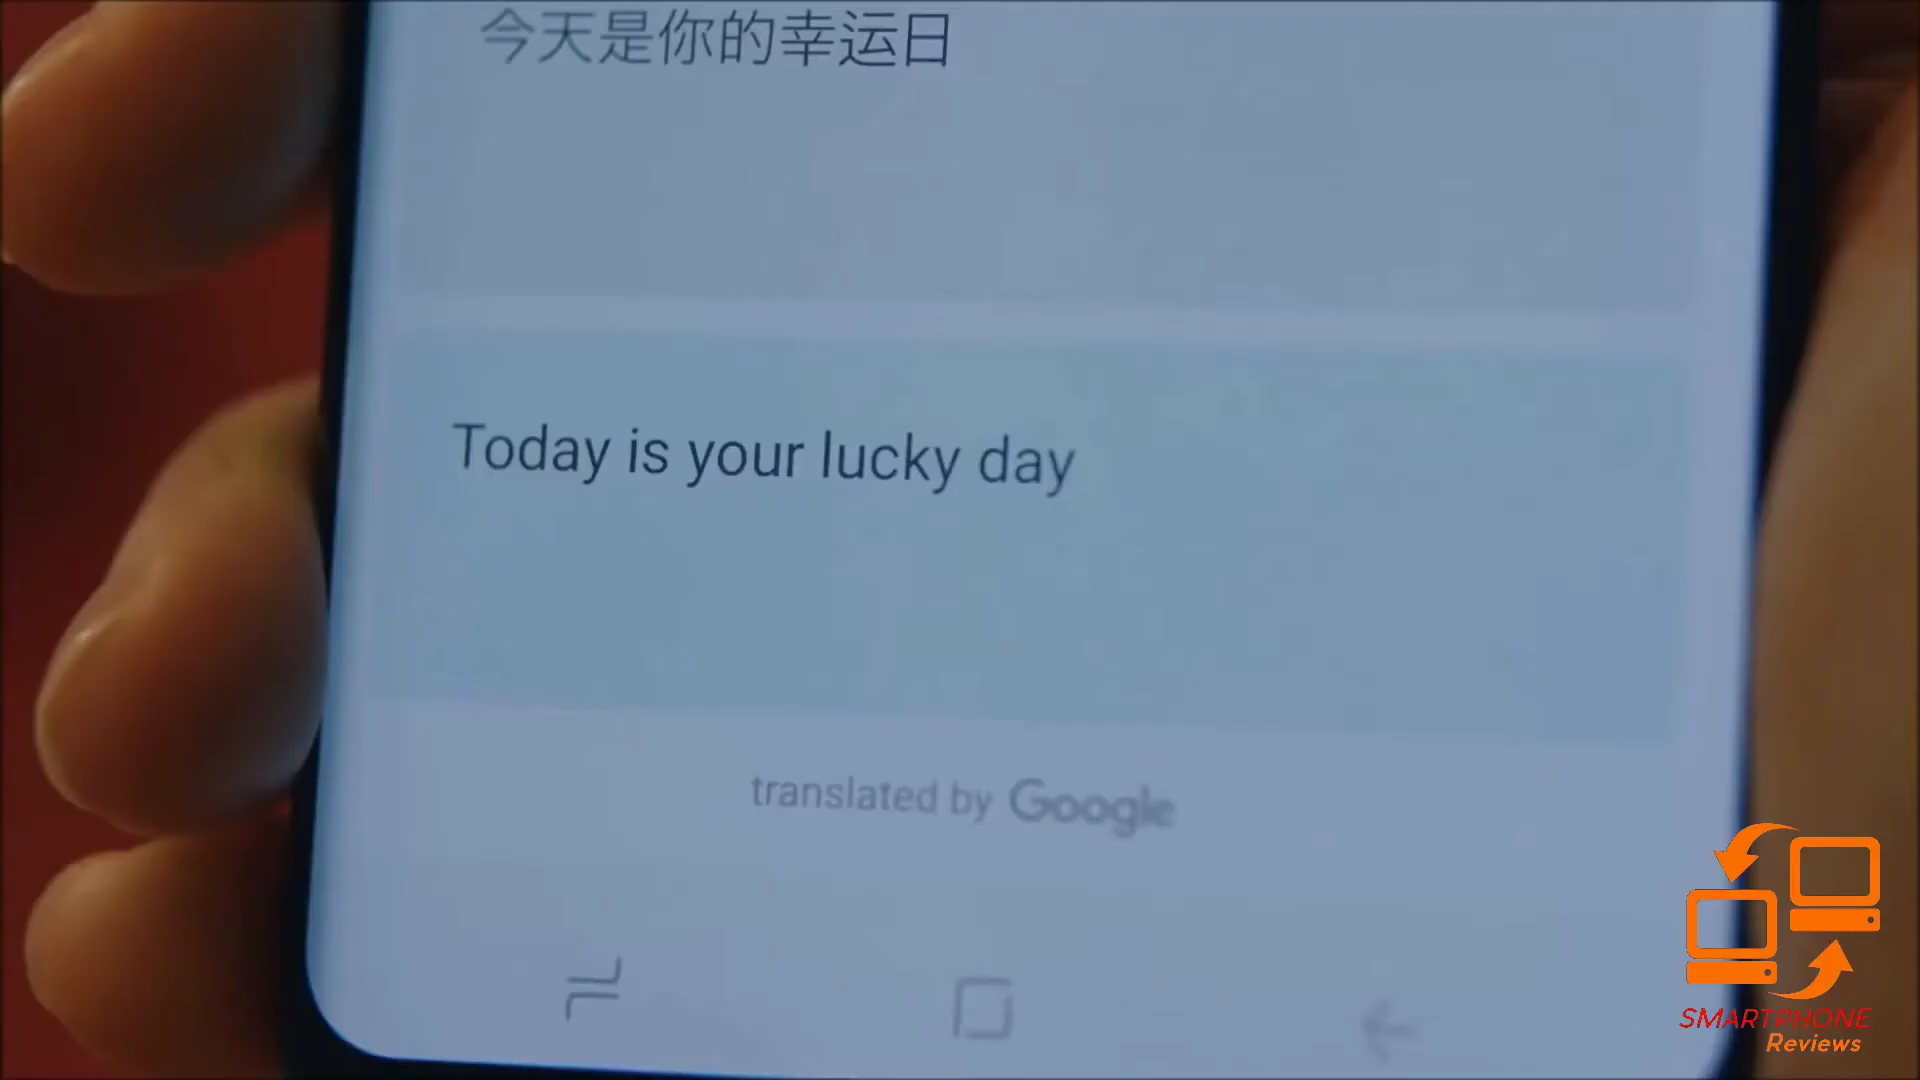 今天是你的幸运日
Today is your lucky day
translated by Google
SMARTPHONE
Reviews